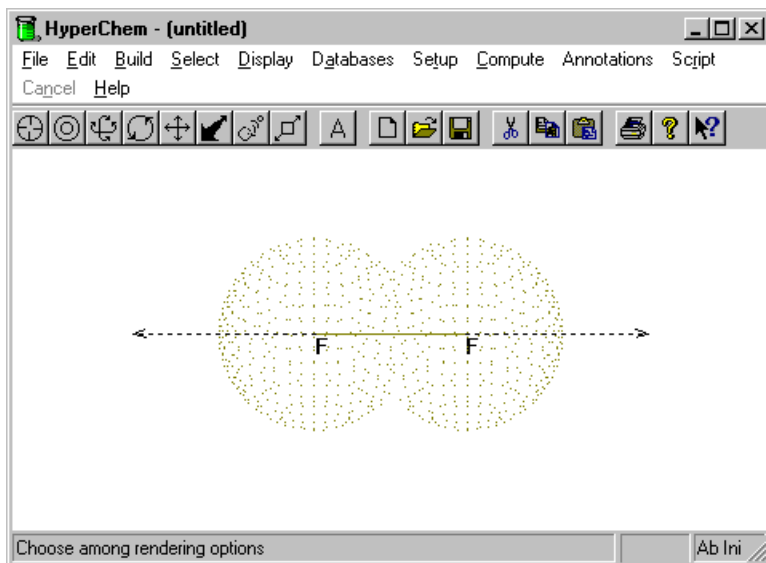 HyperChem - (untitled)
File Edit Build Select Display Databases Setup Compute Annotations Script
Cancel Help
A
F F
Choose among rendering options Ab Ini